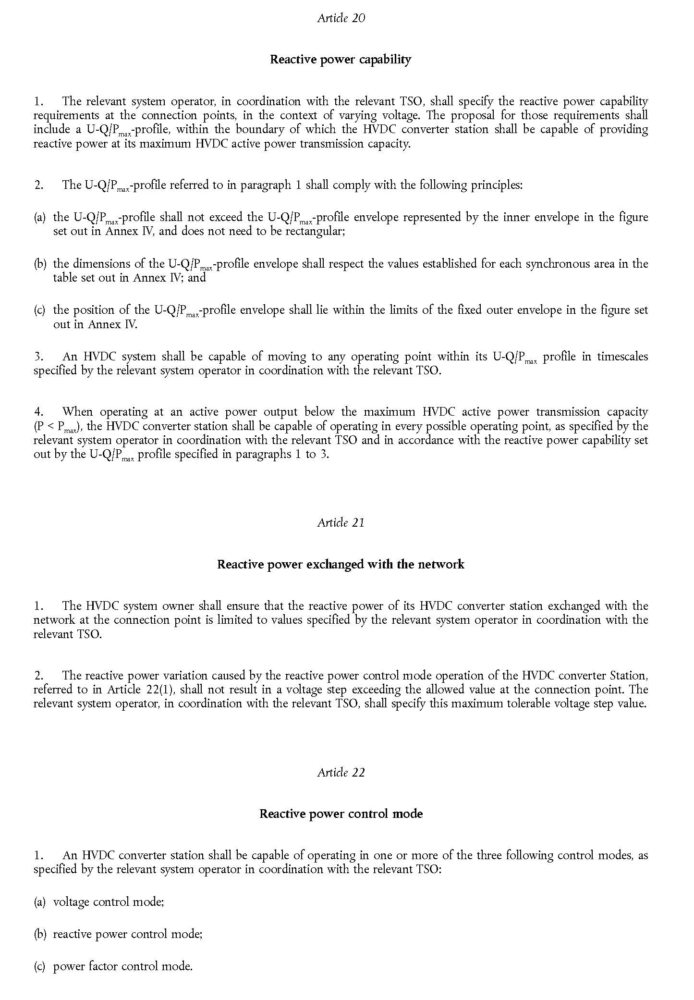 Article 20
Reactive power capability
1. The relevant system operator, in coordination with the relevant TSO, shall specify the reactive power capability
requirements at the connection points, in the context of varying voltage. The proposal for those requirements shall
include a U-Q/Pmax-profile, within the boundary of which the HVDC converter station shall be capable of providing
reactive power at its maximum HVDC active power transmission capacity.
2. The U-Q/Pmax-profile referred to in paragraph 1 shall comply with the following principles:
(a) the U-Q/Pmax-profile shall not exceed the U-Q/Pmax-profile envelope represented by the inner envelope in the figure
set out in Annex IV, and does not need to be rectangular;
(b) the dimensions of the U-Q/Pmax-profile envelope shall respect the values established for each synchronous area in the
table set out in Annex IV; and
(c) the position of the U-Q/Pmax-profile envelope shall lie within the limits of the fixed outer envelope in the figure set
out in Annex IV.
3. An HVDC system shall be capable of moving to any operating point within its U-Q/Pmax profile in timescales
specified by the relevant system operator in coordination with the relevant TSO.
4. When operating at an active power output below the maximum HVDC active power transmission capacity
(P < Pmax), the HVDC converter station shall be capable of operating in every possible operating point, as specified by the
relevant system operator in coordination with the relevant TSO and in accordance with the reactive power capability set
out by the U-Q/Pmax profile specified in paragraphs 1 to 3.
Article 21
Reactive power exchanged with the network
1. The HVDC system owner shall ensure that the reactive power of its HVDC converter station exchanged with the
network at the connection point is limited to values specified by the relevant system operator in coordination with the
relevant TSO.
2. The reactive power variation caused by the reactive power control mode operation of the HVDC converter Station,
referred to in Article 22(1), shall not result in a voltage step exceeding the allowed value at the connection point. The
relevant system operator, in coordination with the relevant TSO, shall specify this maximum tolerable voltage step value.
Article 22
Reactive power control mode
1. An HVDC converter station shall be capable of operating in one or more of the three following control modes, as
specified by the relevant system operator in coordination with the relevant TSO:
(a) voltage control mode;
(b) reactive power control mode;
(c) power factor control mode.